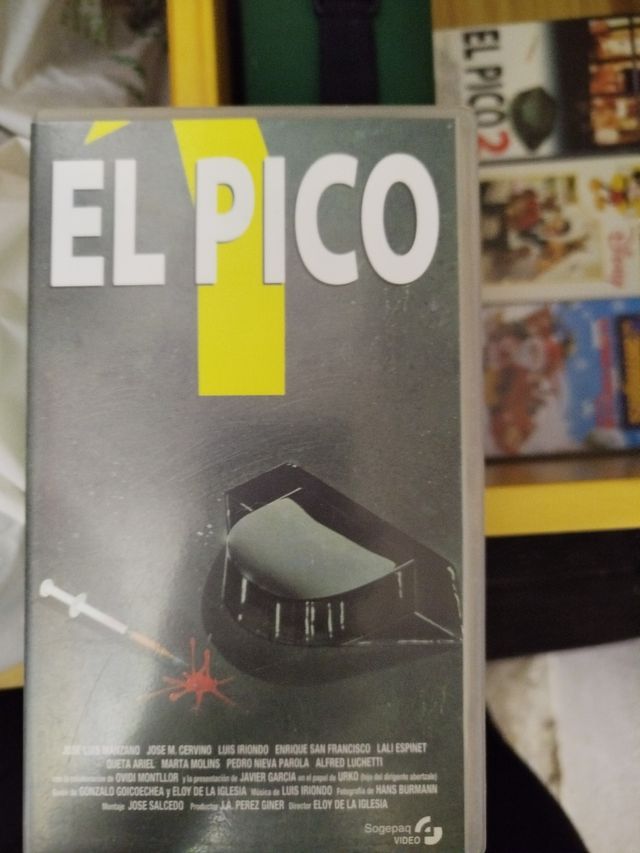 EL PICO
JOSE LUIS MANZANO JOSE M. CERVINO LUIS IRIONDO ENRIQUE SAN FRANCISCO LALI ESPINET
QUETA ARIEL MARTA MOLINS PEDRO NIEVA PAROLA ALFRED LUCHETTI
con la colaboración de OVIDI MONTLLOR y la presentación de JAVIER GARCIA en el papel de URKO (hijo del dirigente abertzale)
Guión de GONZALO GOICOECHEA y ELOY DE LA IGLESIA Música de LUIS IRIONDO Fotografía de HANS BURMANN
Montaje JOSE SALCEDO Productor J.A. PEREZ GINER Director ELOY DE LA IGLESIA
Sogepaq
VIDEO
EL PICO 2
Disney